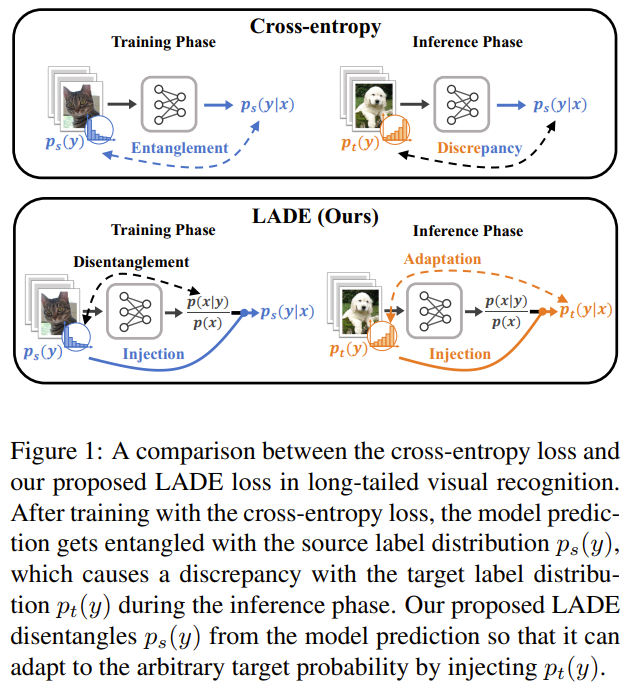 Cross-entropy
Training Phase
Inference Phase
p_s(y)
p_s(y|x)
Entanglement
p_t(y)
p_s(y|x)
Discrepancy
LADE (Ours)
Training Phase
Inference Phase
Disentanglement
Adaptation
p_s(y)
p(x|y)
p(x)
p_s(y|x)
Injection
p_t(y)
p(x|y)
p(x)
p_t(y|x)
Injection
Figure 1: A comparison between the cross-entropy loss and
our proposed LADE loss in long-tailed visual recognition.
After training with the cross-entropy loss, the model predic-
tion gets entangled with the source label distribution p_s(y),
which causes a discrepancy with the target label distribu-
tion p_t(y) during the inference phase. Our proposed LADE
disentangles p_s(y) from the model prediction so that it can
adapt to the arbitrary target probability by injecting p_t(y).